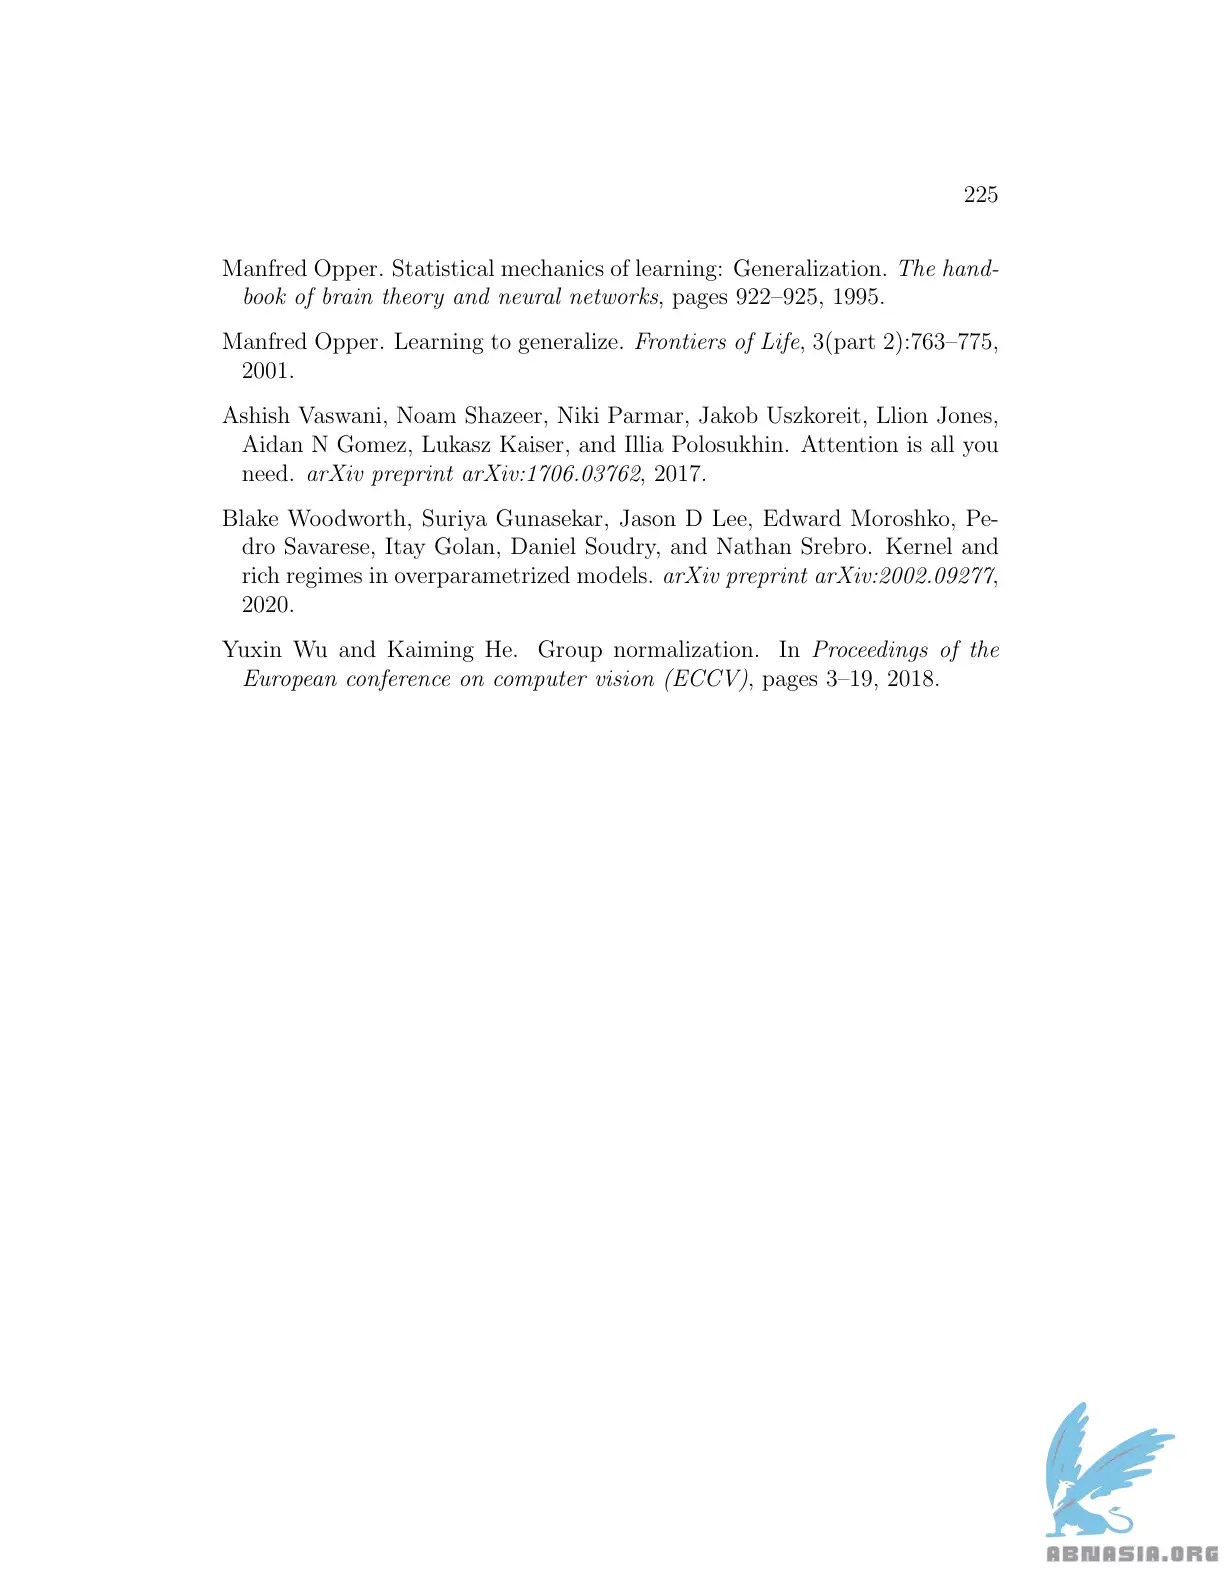 225
Manfred Opper. Statistical mechanics of learning: Generalization. The hand-
book of brain theory and neural networks, pages 922–925, 1995.
Manfred Opper. Learning to generalize. Frontiers of Life, 3(part 2):763–775,
2001.
Ashish Vaswani, Noam Shazeer, Niki Parmar, Jakob Uszkoreit, Llion Jones,
Aidan N Gomez, Lukasz Kaiser, and Illia Polosukhin. Attention is all you
need. arXiv preprint arXiv:1706.03762, 2017.
Blake Woodworth, Suriya Gunasekar, Jason D Lee, Edward Moroshko, Pe-
dro Savarese, Itay Golan, Daniel Soudry, and Nathan Srebro. Kernel and
rich regimes in overparametrized models. arXiv preprint arXiv:2002.09277,
2020.
Yuxin Wu and Kaiming He. Group normalization. In Proceedings of the
European conference on computer vision (ECCV), pages 3–19, 2018.
ABNASIA.ORG